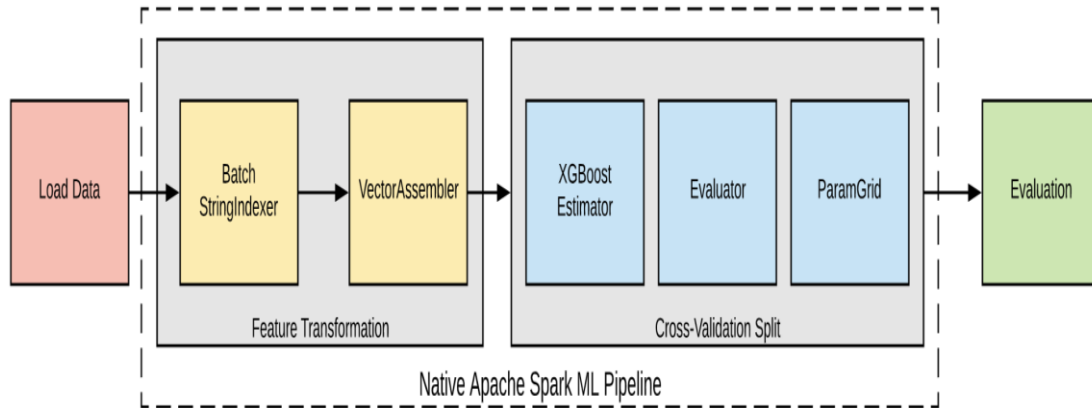 Load Data
Batch
StringIndexer
VectorAssembler
Feature Transformation
XGBoost
Estimator
Evaluator
ParamGrid
Cross-Validation Split
Evaluation
Native Apache Spark ML Pipeline